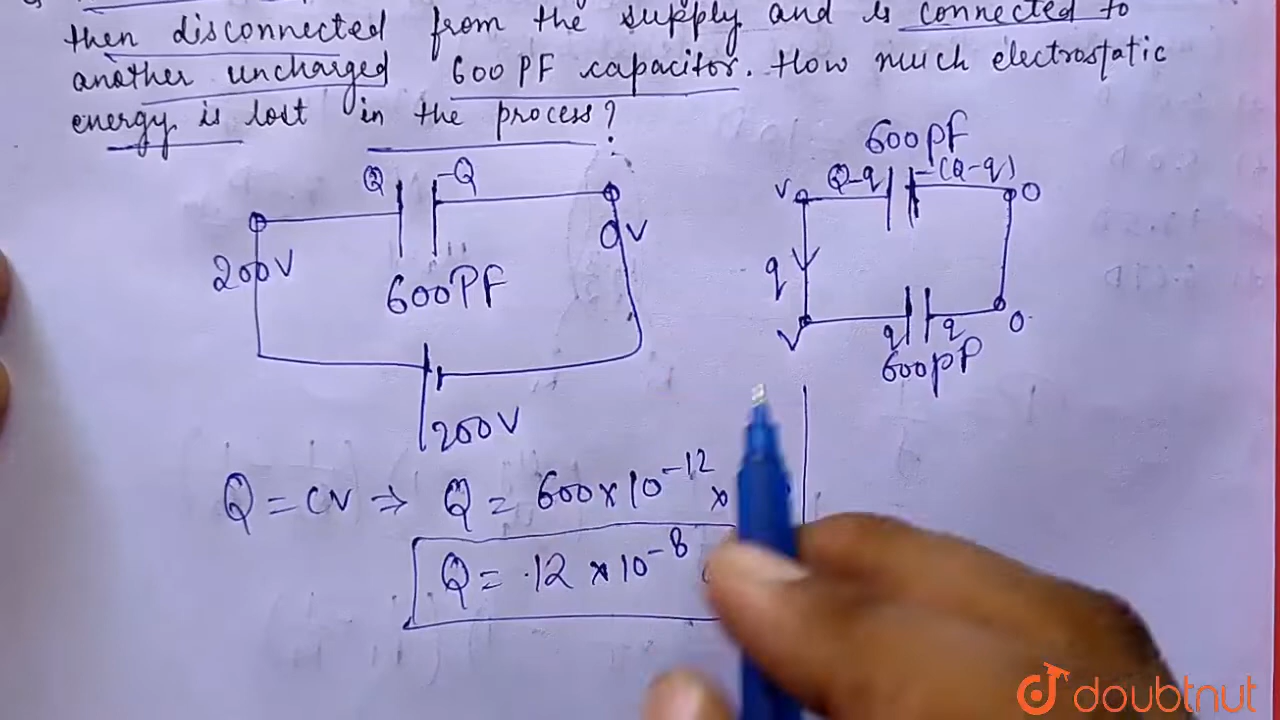 then disconnected from the supply and is connected to
another uncharged 600 PF capacitor. How much electrostatic
energy is lost in the process?
600pF
Q -Q
V Q-q -(Q-q) 0
200V 0V
600PF
q
V q q 0
600pF
200V
Q = CV ⇒ Q = 600 × 10⁻¹² ×
Q = .12 × 10⁻⁸
doubtnut